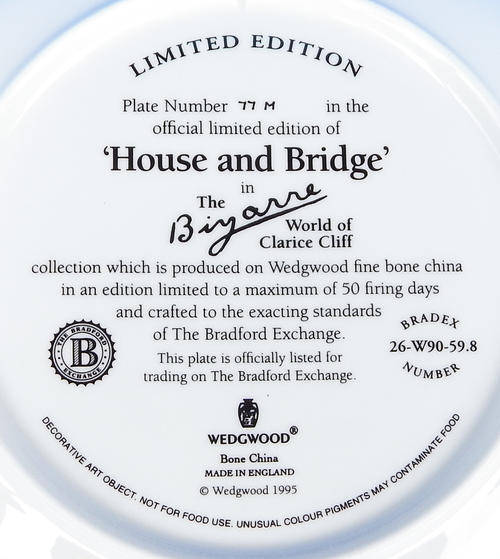 LIMITED EDITION
Plate Number 77 M in the
official limited edition of
‘House and Bridge’
in
The
Bizarre
World of
Clarice Cliff
collection which is produced on Wedgwood fine bone china
in an edition limited to a maximum of 50 firing days
and crafted to the exacting standards
of The Bradford Exchange.
This plate is officially listed for
trading on The Bradford Exchange.
THE BRADFORD
B
EXCHANGE
BRADEX
26-W90-59.8
NUMBER
WEDGWOOD®
Bone China
MADE IN ENGLAND
© Wedgwood 1995
DECORATIVE ART OBJECT. NOT FOR FOOD USE. UNUSUAL COLOUR PIGMENTS MAY CONTAMINATE FOOD